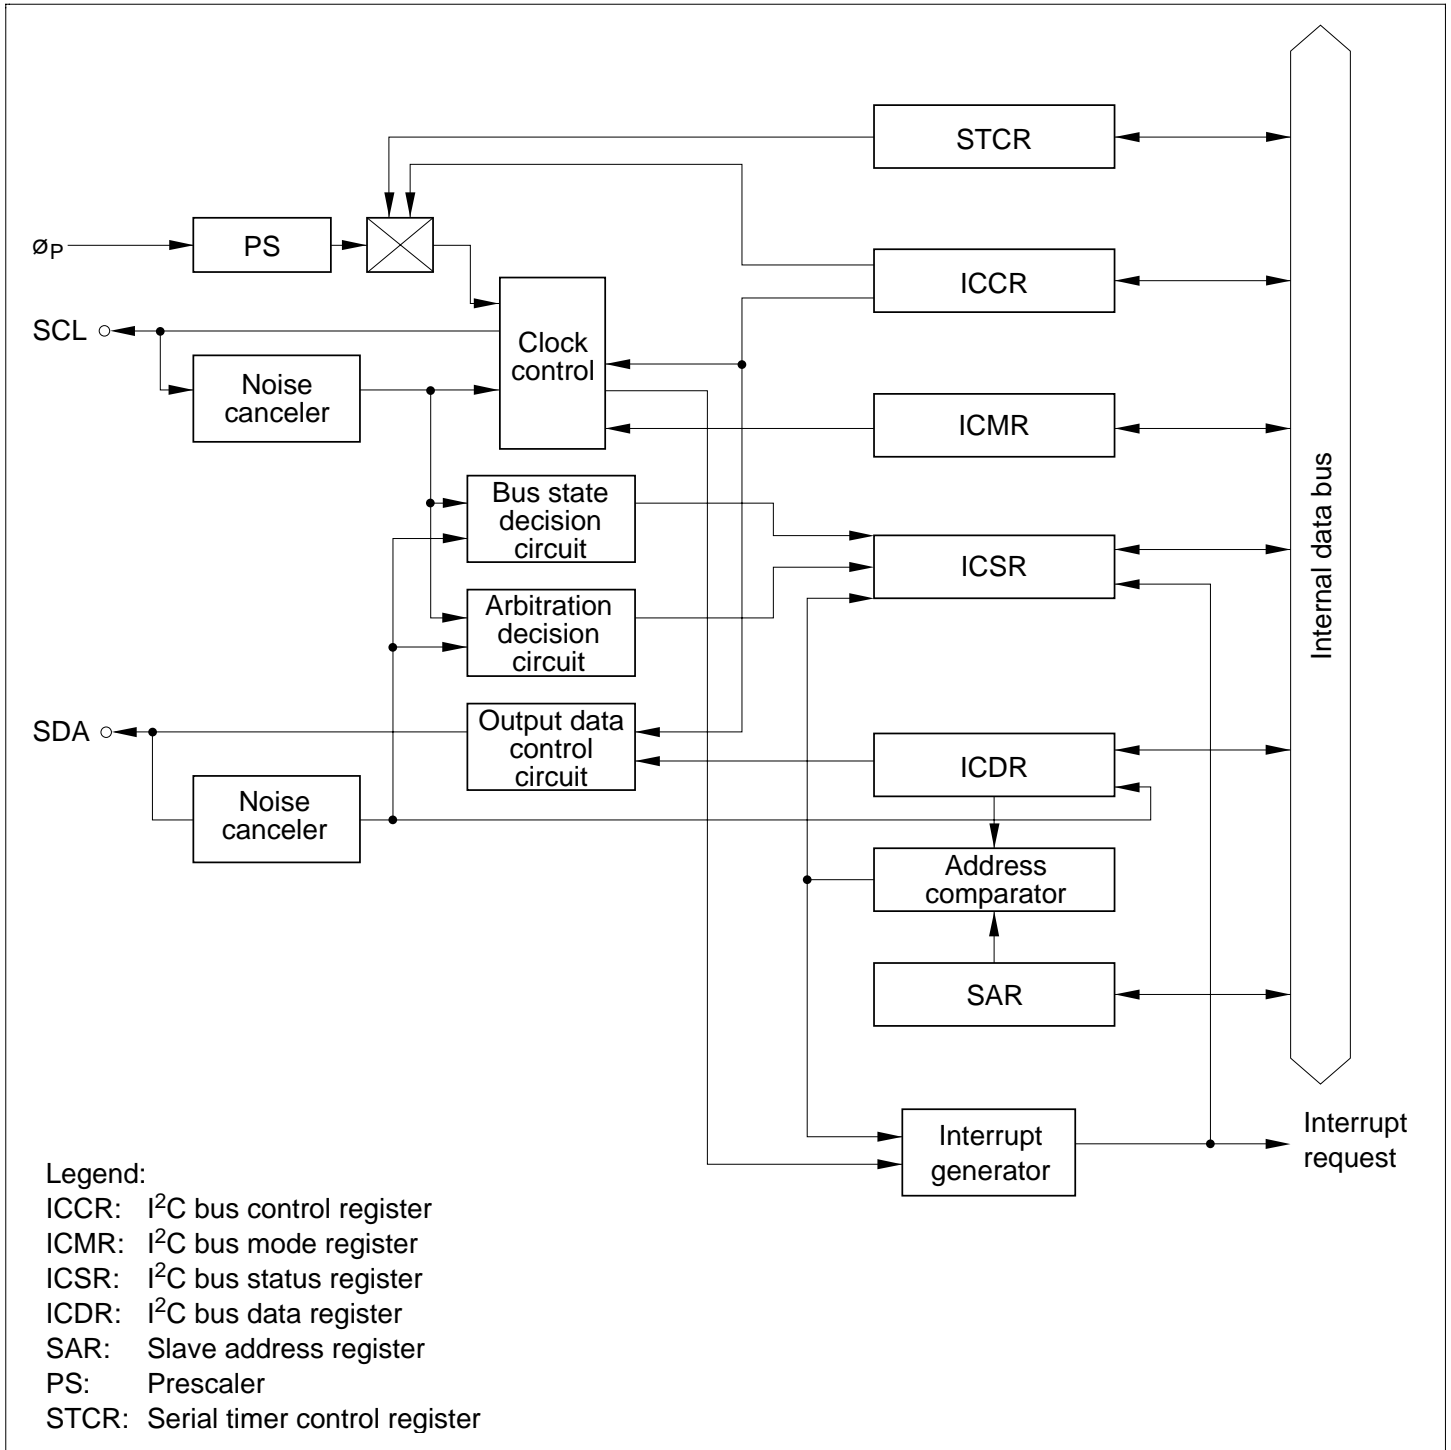 STCR
øP
PS
ICCR
SCL
Clock
control
Noise
canceler
ICMR
Bus state
decision
circuit
ICSR
Arbitration
decision
circuit
Internal data bus
SDA
Output data
control
circuit
ICDR
Noise
canceler
Address
comparator
SAR
Interrupt
generator
Interrupt
request
Legend:
ICCR: I²C bus control register
ICMR: I²C bus mode register
ICSR: I²C bus status register
ICDR: I²C bus data register
SAR: Slave address register
PS: Prescaler
STCR: Serial timer control register